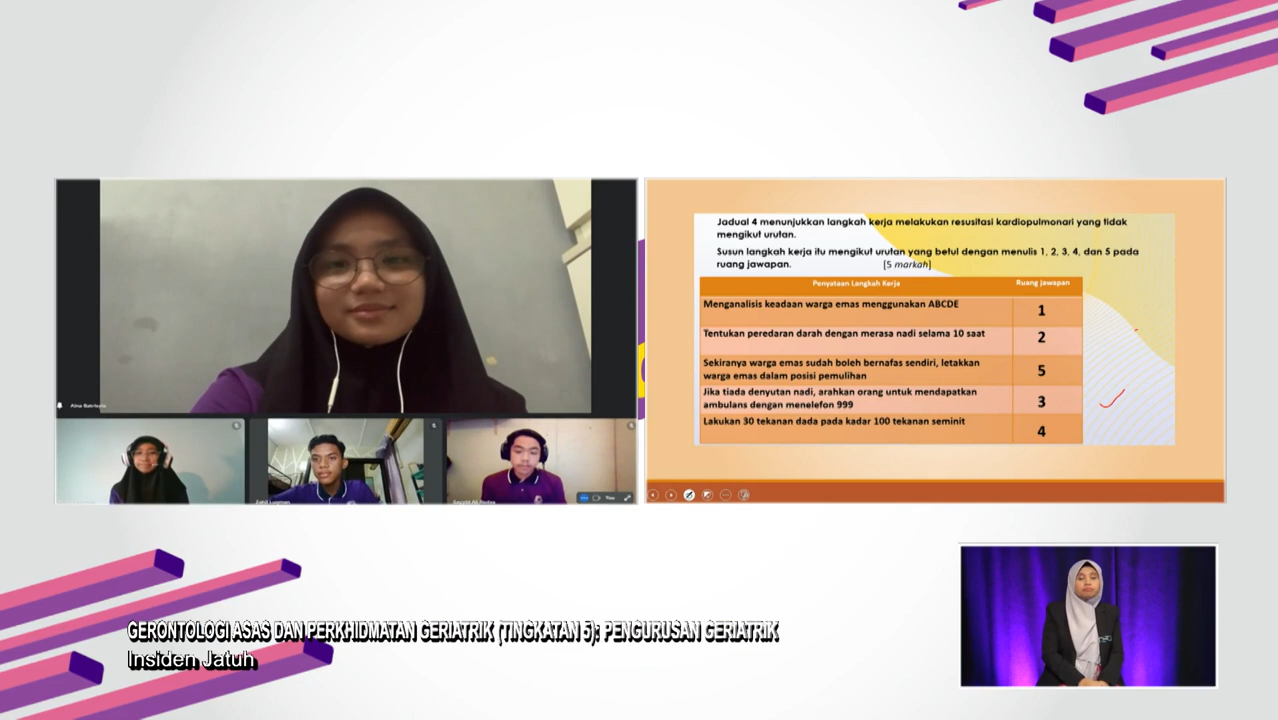 Jadual 4 menunjukkan langkah kerja melakukan resusitasi kardiopulmonari yang tidak
mengikut urutan.
Susun langkah kerja itu mengikut urutan yang betul dengan menulis 1, 2, 3, 4, dan 5 pada
ruang jawapan. [5 markah]
Penyataan Langkah Kerja Ruang jawapan
Menganalisis keadaan warga emas menggunakan ABCDE 1
Tentukan peredaran darah dengan merasa nadi selama 10 saat 2
Sekiranya warga emas sudah boleh bernafas sendiri, letakkan
warga emas dalam posisi pemulihan 5
Jika tiada denyutan nadi, arahkan orang untuk mendapatkan
ambulans dengan menelefon 999 3
Lakukan 30 tekanan dada pada kadar 100 tekanan seminit 4
You
GERONTOLOGI ASAS DAN PERKHIDMATAN GERIATRIK (TINGKATAN 5): PENGURUSAN GERIATRIK
Insiden Jatuh